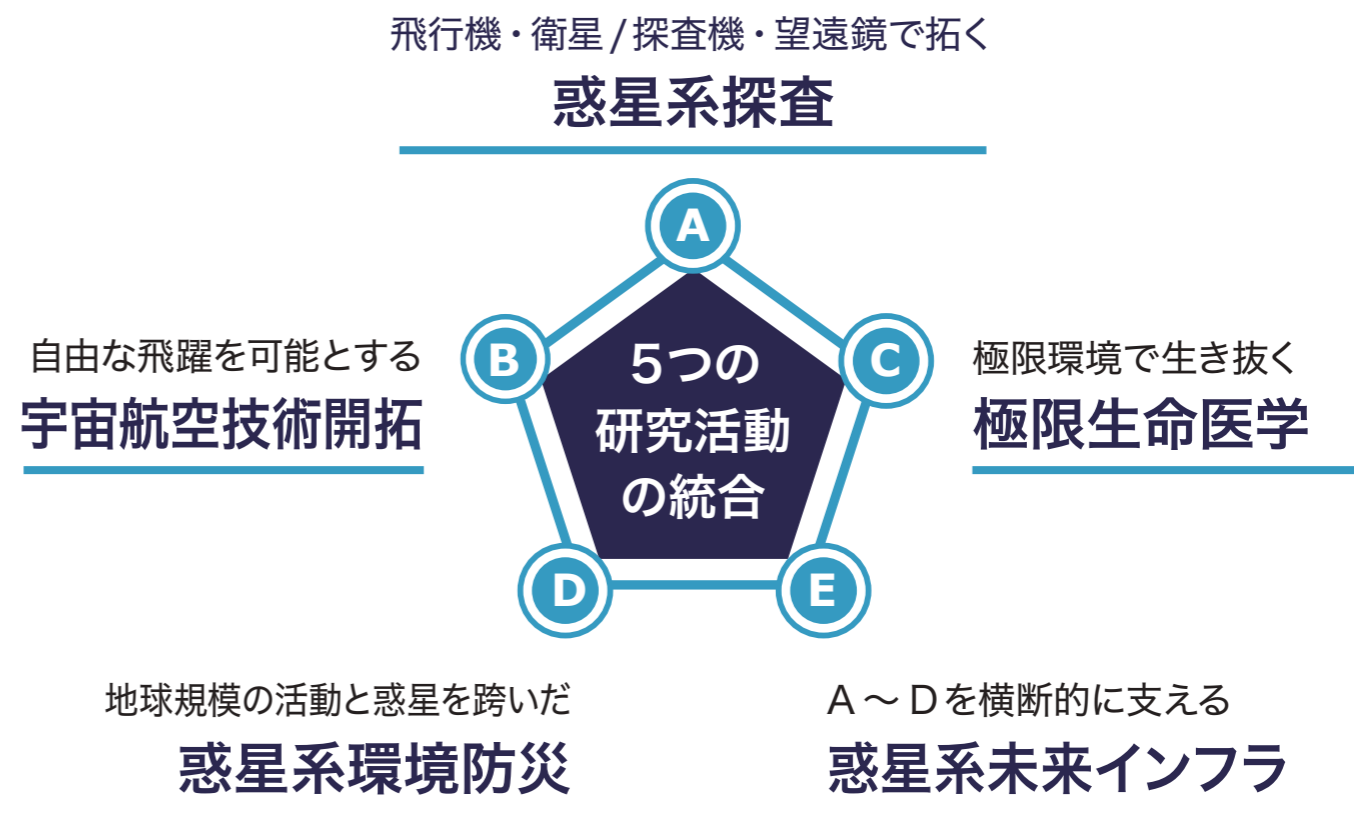 飛行機・衛星/探査機・望遠鏡で拓く
惑星系探査
A
自由な飛躍を可能とする
宇宙航空技術開拓
B
5つの
研究活動
の統合
C
極限環境で生き抜く
極限生命医学
D
E
地球規模の活動と惑星を跨いだ
惑星系環境防災
A～Dを横断的に支える
惑星系未来インフラ